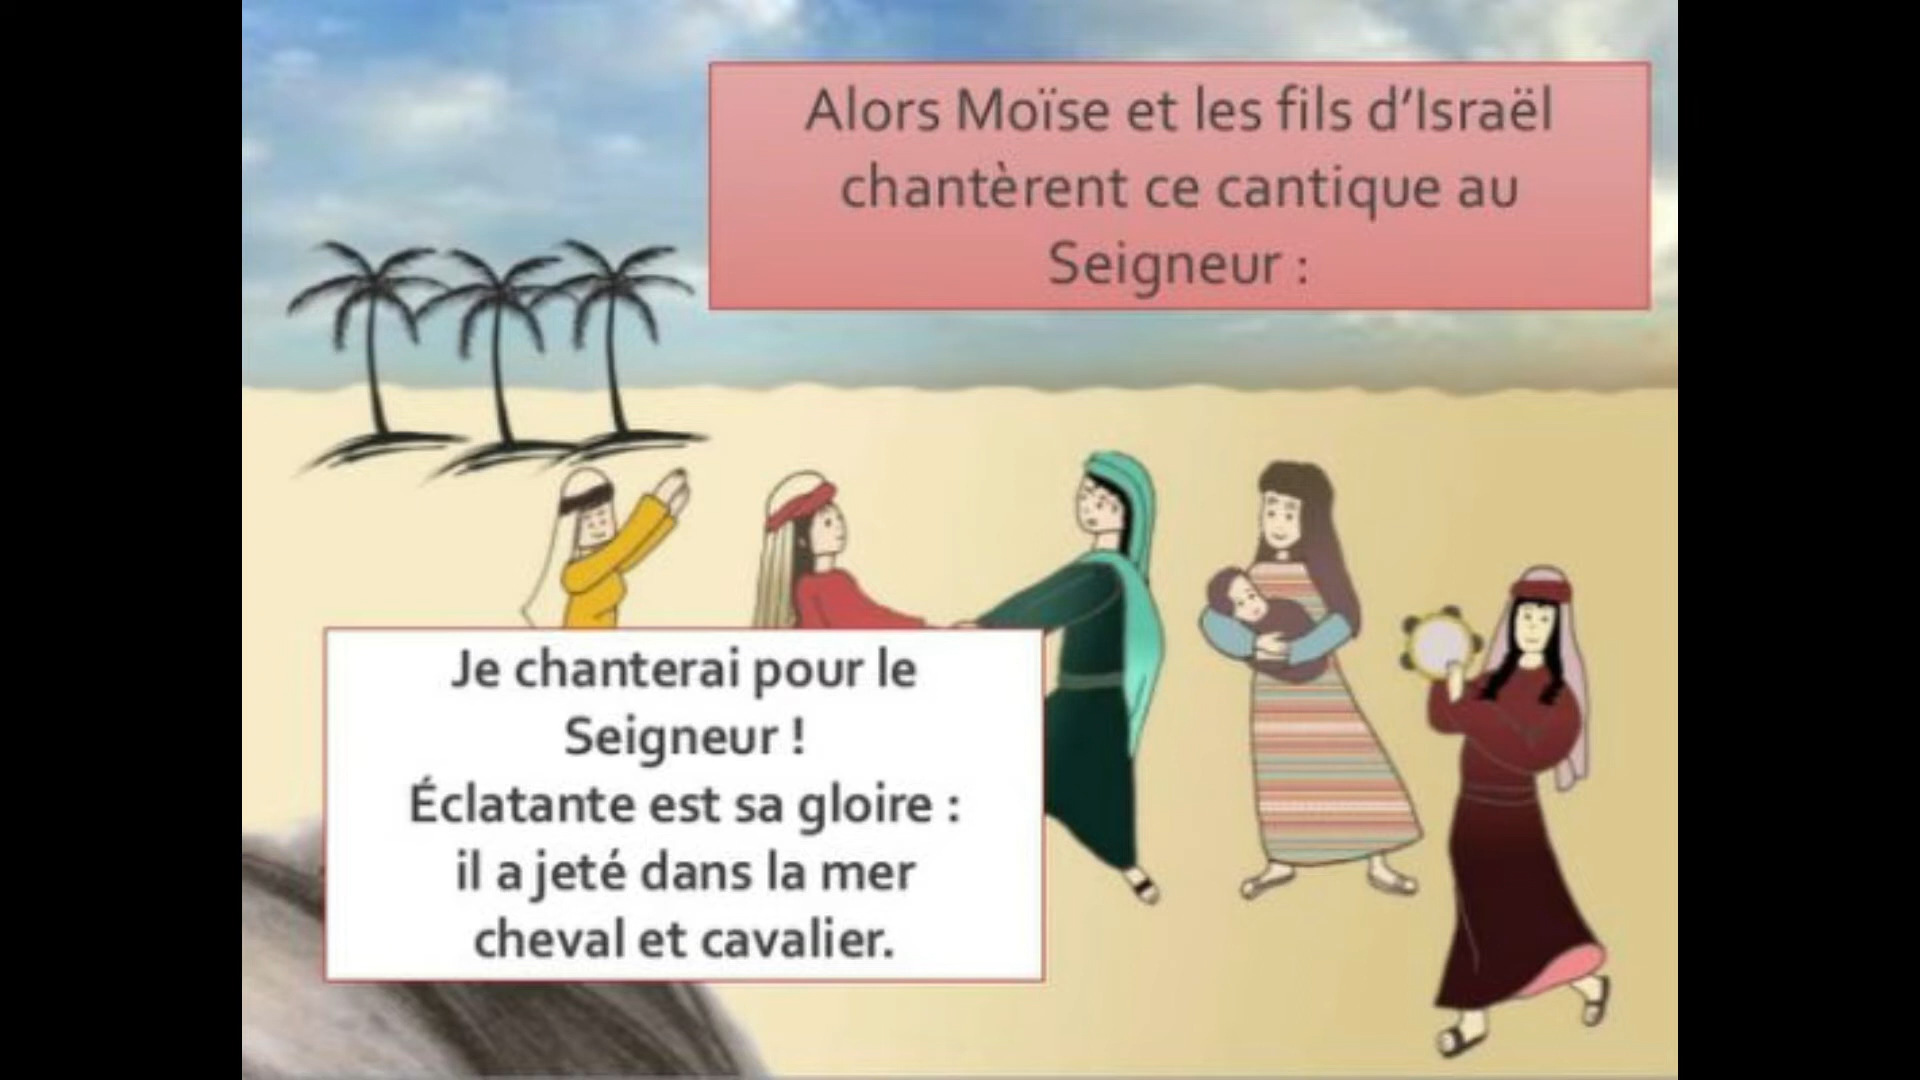 Alors Moïse et les fils d’Israël
chantèrent ce cantique au
Seigneur :
Je chanterai pour le
Seigneur !
Éclatante est sa gloire :
il a jeté dans la mer
cheval et cavalier.